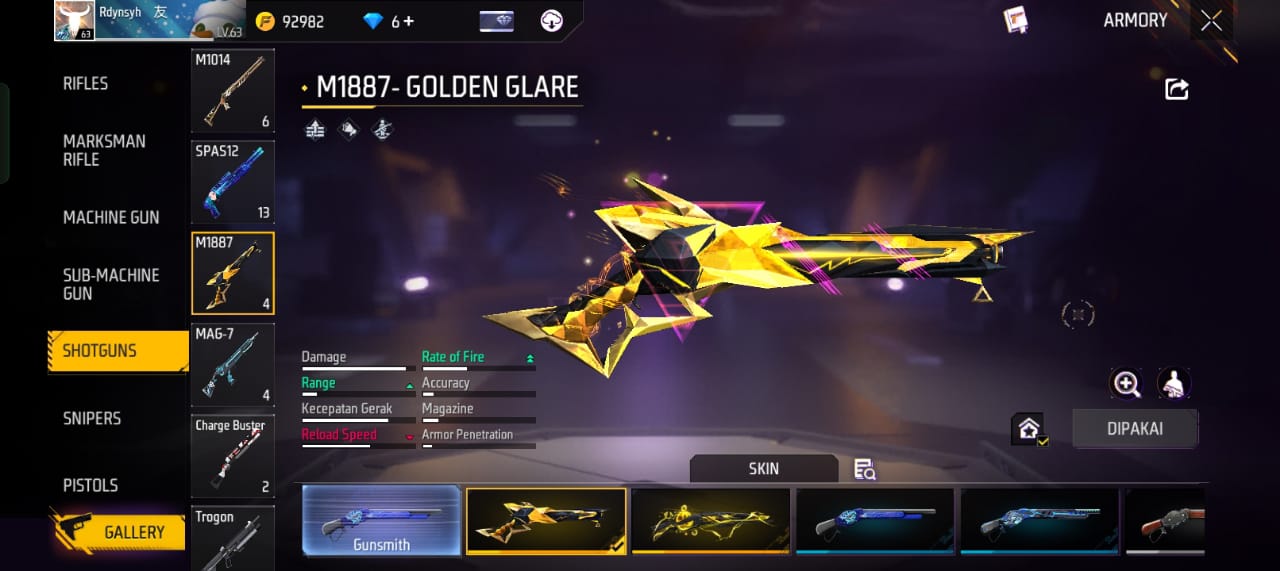 Rdynsyh 友
63
LV.63
92982
6 +
ARMORY
RIFLES
MARKSMAN
RIFLE
MACHINE GUN
SUB-MACHINE
GUN
SHOTGUNS
SNIPERS
PISTOLS
GALLERY
M1014
6
SPAS12
13
M1887
4
MAG-7
4
Charge Buster
2
Trogon
M1887- GOLDEN GLARE
Damage
Rate of Fire
Range
Accuracy
Kecepatan Gerak
Magazine
Reload Speed
Armor Penetration
DIPAKAI
SKIN
Gunsmith